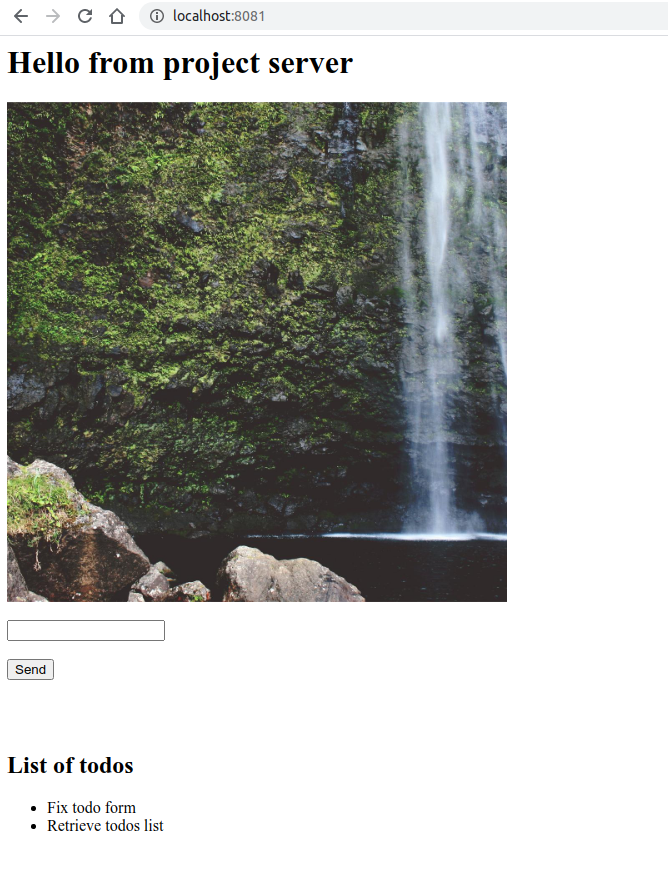 localhost:8081
Hello from project server
Send
List of todos
Fix todo form
Retrieve todos list